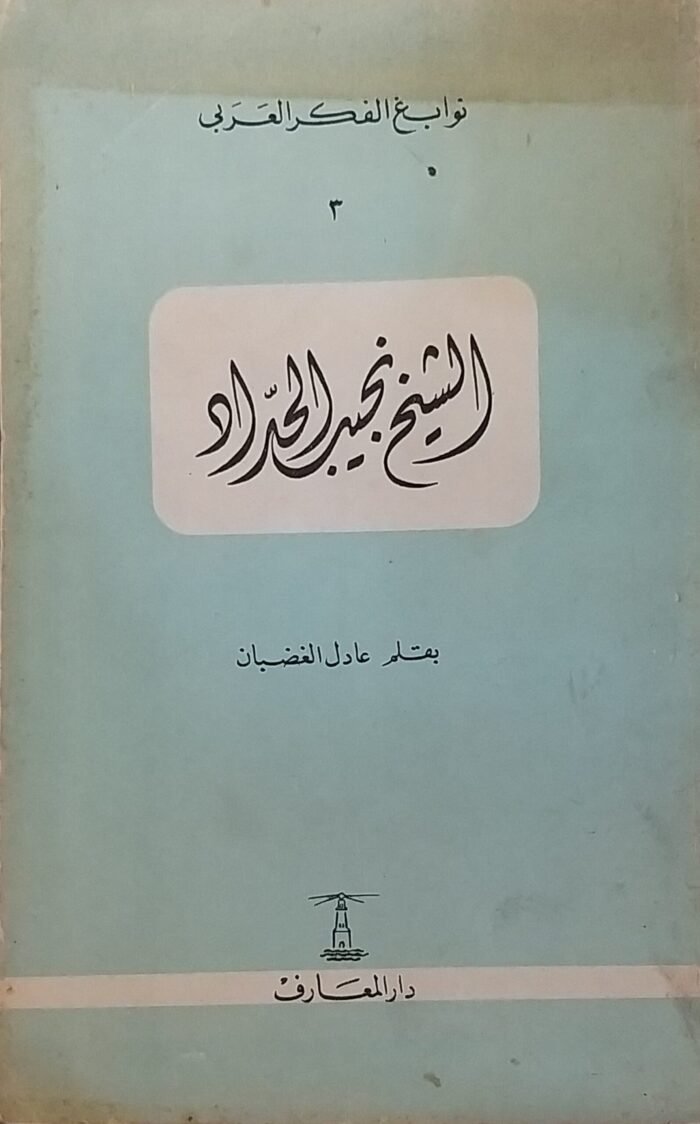 نوابغ الفكر العربي
٣
الشيخ نجيب الحدّاد
بقلم عادل الغضبان
دار المعارف